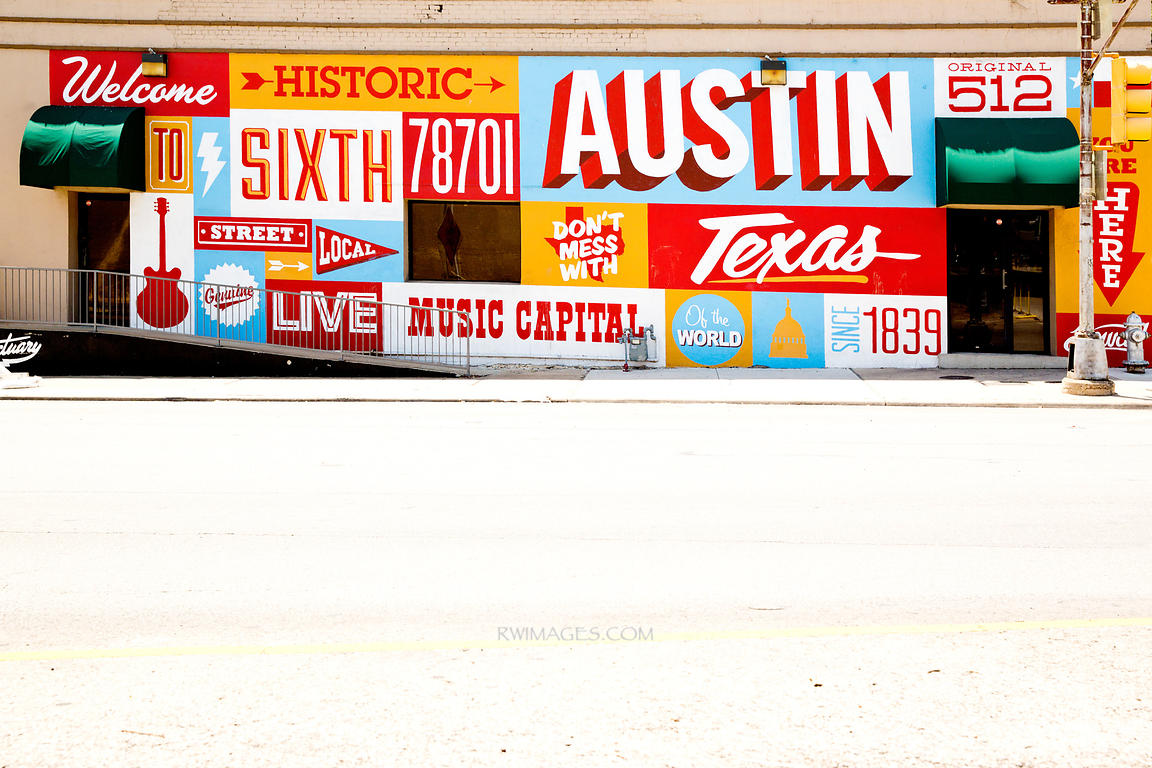 Welcome
TO
HISTORIC
SIXTH
78701
STREET
LOCAL
Genuine
LIVE
MUSIC CAPITAL
AUSTIN
DON'T
MESS
WITH
Texas
Of the
WORLD
SINCE
1839
ORIGINAL
512
HERE
RWIMAGES.COM